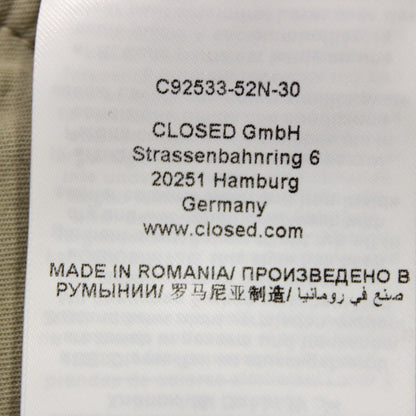 C92533-52N-30
CLOSED GmbH
Strassenbahnring 6
20251 Hamburg
Germany
www.closed.com
MADE IN ROMANIA/ ПРОИЗВЕДЕНО В
РУМЫНИИ/ 罗马尼亚制造/ صنع في رومانيا